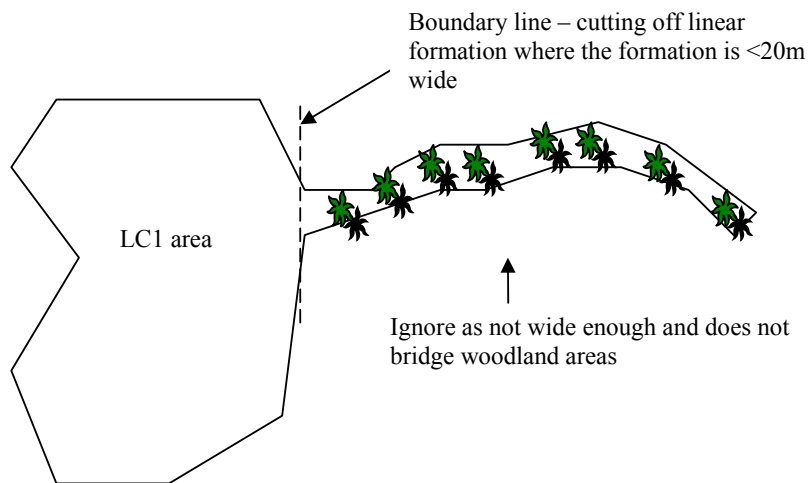 Boundary line – cutting off linear
formation where the formation is <20m
wide
LC1 area
Ignore as not wide enough and does not
bridge woodland areas